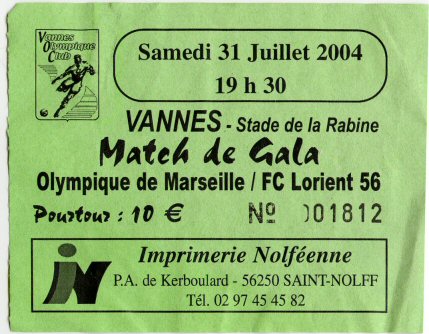 Vannes
Olympique
Club
Samedi 31 Juillet 2004
19 h 30
VANNES - Stade de la Rabine
Match de Gala
Olympique de Marseille / FC Lorient 56
Pourtour : 10 € Nº 001812
iN
Imprimerie Nolféenne
P.A. de Kerboulard - 56250 SAINT-NOLFF
Tél. 02 97 45 45 82